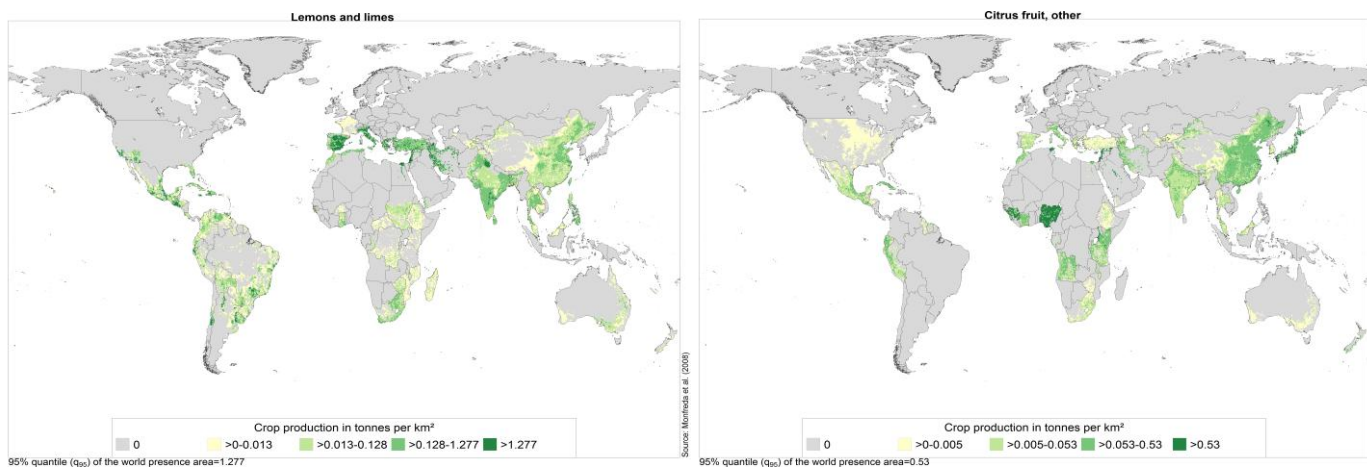 Lemons and limes
Crop production in tonnes per km²
0 >0-0.013 >0.013-0.128 >0.128-1.277 >1.277
95% quantile (q₉₅) of the world presence area=1.277
Source: Monfreda et al. (2008)
Citrus fruit, other
Crop production in tonnes per km²
0 >0-0.005 >0.005-0.053 >0.053-0.53 >0.53
95% quantile (q₉₅) of the world presence area=0.53